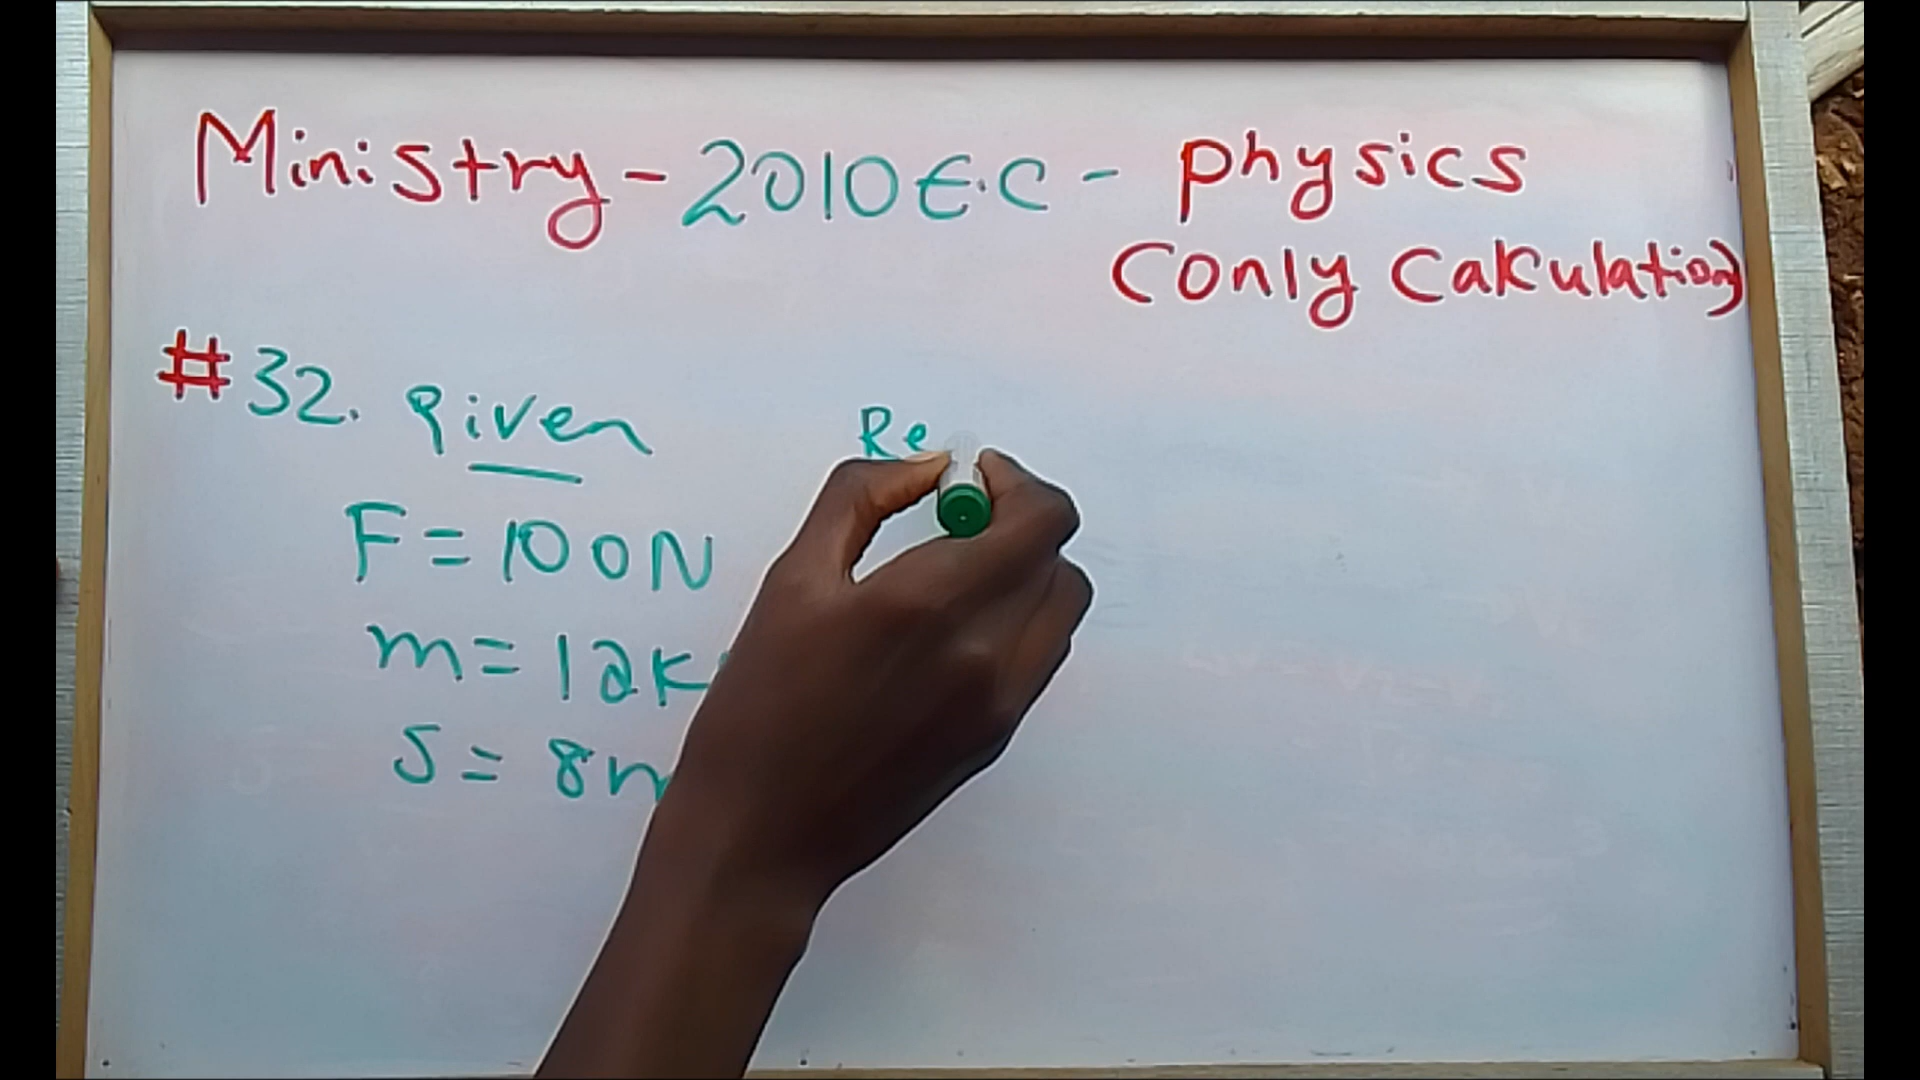 Ministry - 2010 E.C - Physics
(only Calculation)
#32. Given
Re
F = 100N
m = 12K
S = 8m